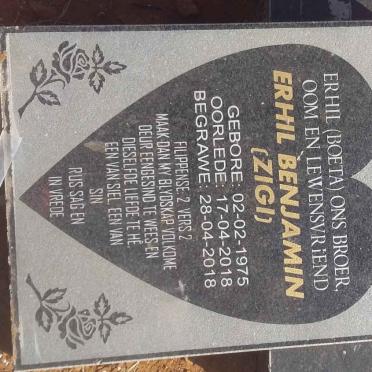 ERHIL (BOETA) ONS BROER,
OOM EN LEWENSVRIEND
ERHIL BENJAMIN
(ZIGI)
GEBORE: 02-02-1975
OORLEDE: 17-04-2018
BEGRAWE: 28-04-2018
FILIPPENSE: 2, VERS 2
MAAK DAN MY BLYDSKAP VOLKOME
DEUR EENGESIND TE WEES EN
DIESELFDE LIEFDE TE HÊ
EEN VAN SIEL, EEN VAN
SIN
RUS SAG EN
IN VREDE